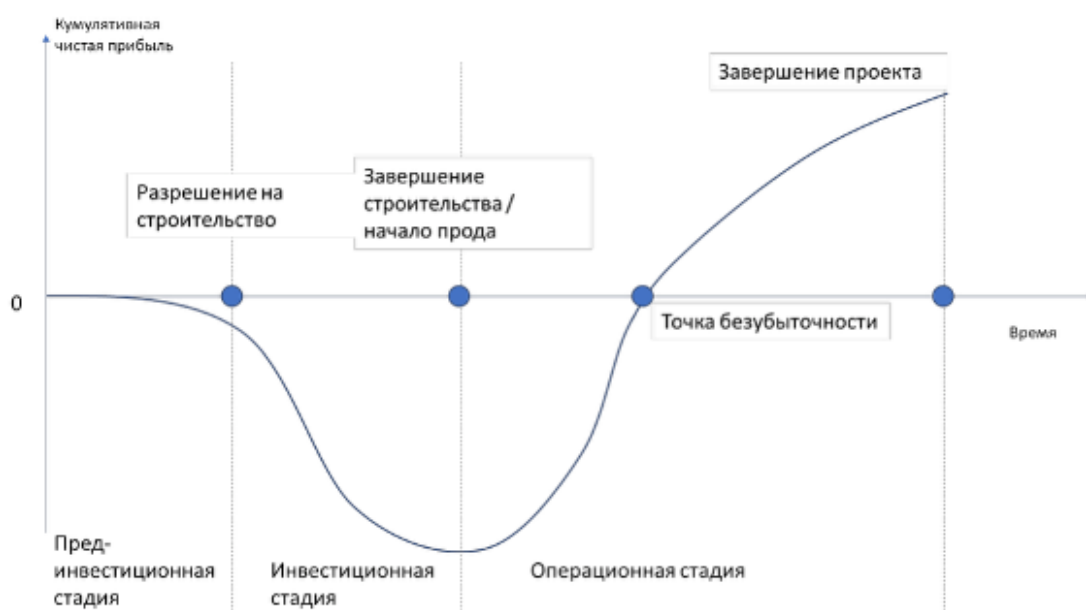 Кумулятивная
чистая прибыль
Завершение проекта
Разрешение на
строительство
Завершение
строительства /
начало прода
0
Точка безубыточности
Время
Пред-
инвестиционная
стадия
Инвестиционная
стадия
Операционная стадия